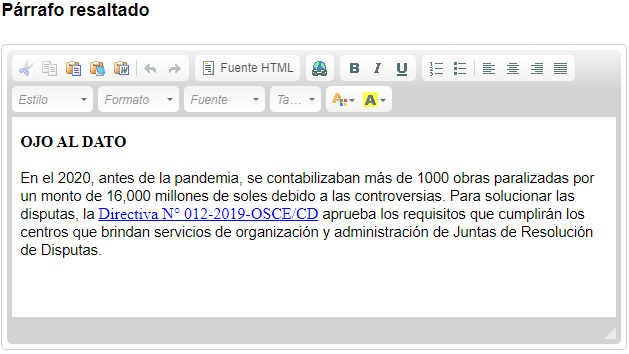 Párrafo resaltado
Fuente HTML
B I U
Estilo Formato Fuente Ta… A A
OJO AL DATO
En el 2020, antes de la pandemia, se contabilizaban más de 1000 obras paralizadas por
un monto de 16,000 millones de soles debido a las controversias. Para solucionar las
disputas, la Directiva N° 012-2019-OSCE/CD aprueba los requisitos que cumplirán los
centros que brindan servicios de organización y administración de Juntas de Resolución
de Disputas.